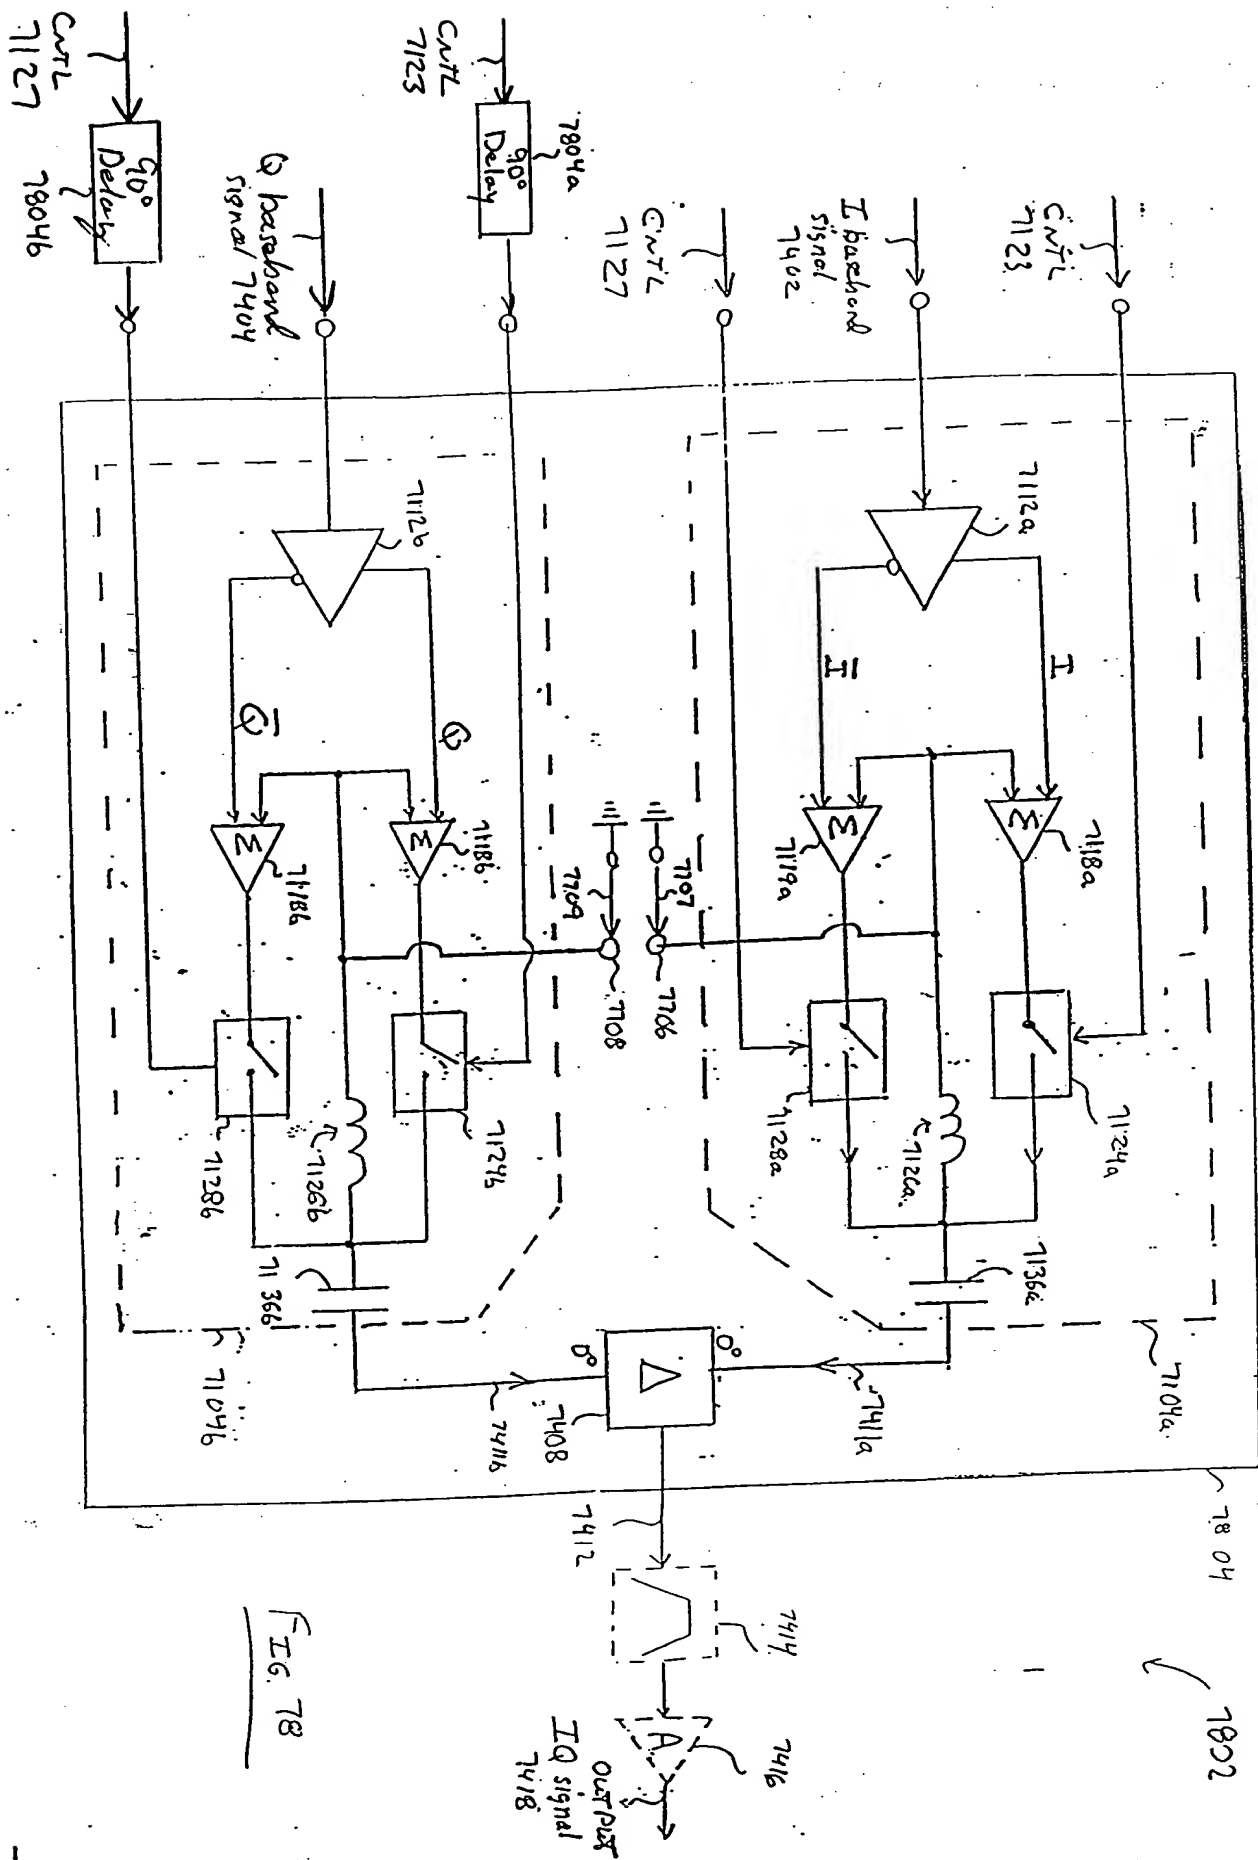 7802
7804
CNTL
7123
I baseband
signal
7402
CNTL
7127
7112a
I
I̅
Σ
7118a
Σ
7119a
7124a
7126a
7128a
7136a
7104a
7707
7706
7709
7708
7804a
90°
Delay
CNTL
7123
Q baseband
signal 7404
7804b
90°
Delay
CNTL
7127
7112b
Q
Q̅
Σ
7118b
Σ
7118b
7124b
7126b
7128b
7136b
7104b
0°
7411a
0°
7411b
7408
7412
7414
A
7416
OUTPUT
IQ signal
7418
FIG. 78